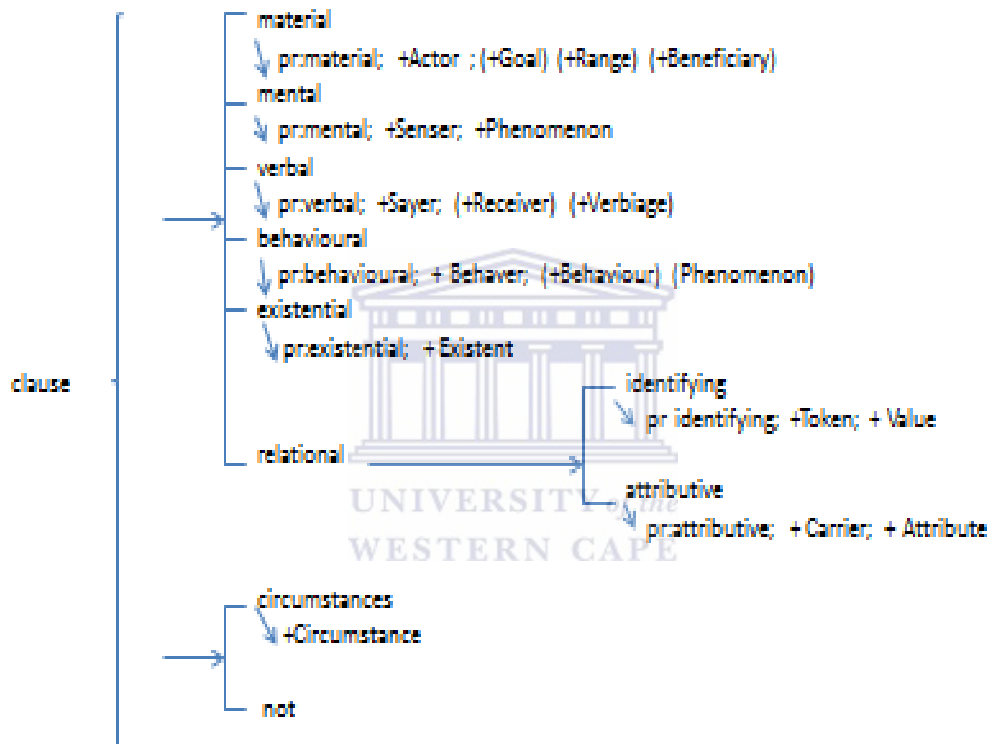 material
pr:material; +Actor ; (+Goal) (+Range) (+Beneficiary)
mental
pr:mental; +Senser; +Phenomenon
verbal
pr:verbal; +Sayer; (+Receiver) (+Verbiage)
behavioural
pr:behavioural; + Behaver; (+Behaviour) (Phenomenon)
existential
pr:existential; + Existent
clause
identifying
pr identifying; +Token; + Value
relational
attributive
pr:attributive; + Carrier; + Attribute
UNIVERSITY of the
WESTERN CAPE
circumstances
+Circumstance
not